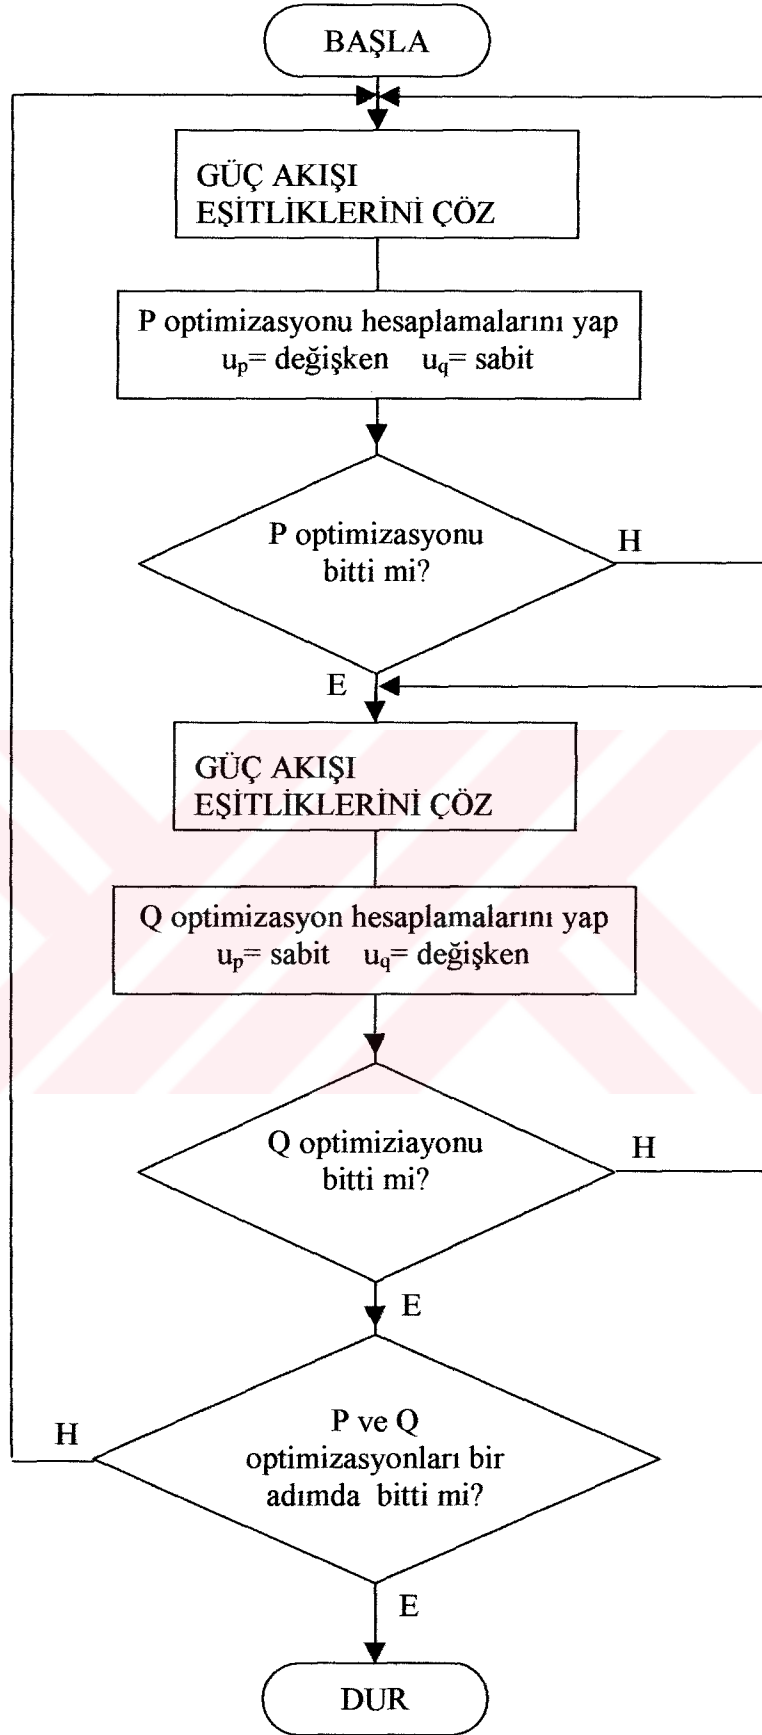 BAŞLA
GÜÇ AKIŞI
EŞİTLİKLERİNİ ÇÖZ
P optimizasyonu hesaplamalarını yap
uₚ= değişken u_q= sabit
P optimizasyonu
bitti mi?
H
E
GÜÇ AKIŞI
EŞİTLİKLERİNİ ÇÖZ
Q optimizasyon hesaplamalarını yap
uₚ= sabit u_q= değişken
Q optimiziayonu
bitti mi?
H
E
P ve Q
optimizasyonları bir
adımda bitti mi?
H
E
DUR